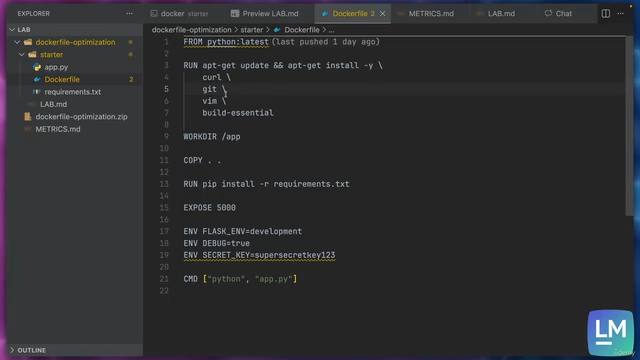 EXPLORER
LAB
dockerfile-optimization
starter
app.py
Dockerfile 2
requirements.txt
LAB.md
dockerfile-optimization.zip
METRICS.md
OUTLINE
docker starter
Preview LAB.md
Dockerfile 2
METRICS.md
LAB.md
Chat
dockerfile-optimization > starter > Dockerfile > ...
1 FROM python:latest (last pushed 1 day ago)
2
3 RUN apt-get update && apt-get install -y \
4 curl \
5 git \
6 vim \
7 build-essential
8
9 WORKDIR /app
10
11 COPY . .
12
13 RUN pip install -r requirements.txt
14
15 EXPOSE 5000
16
17 ENV FLASK_ENV=development
18 ENV DEBUG=true
19 ENV SECRET_KEY=supersecretkey123
20
21 CMD ["python", "app.py"]
22
LM